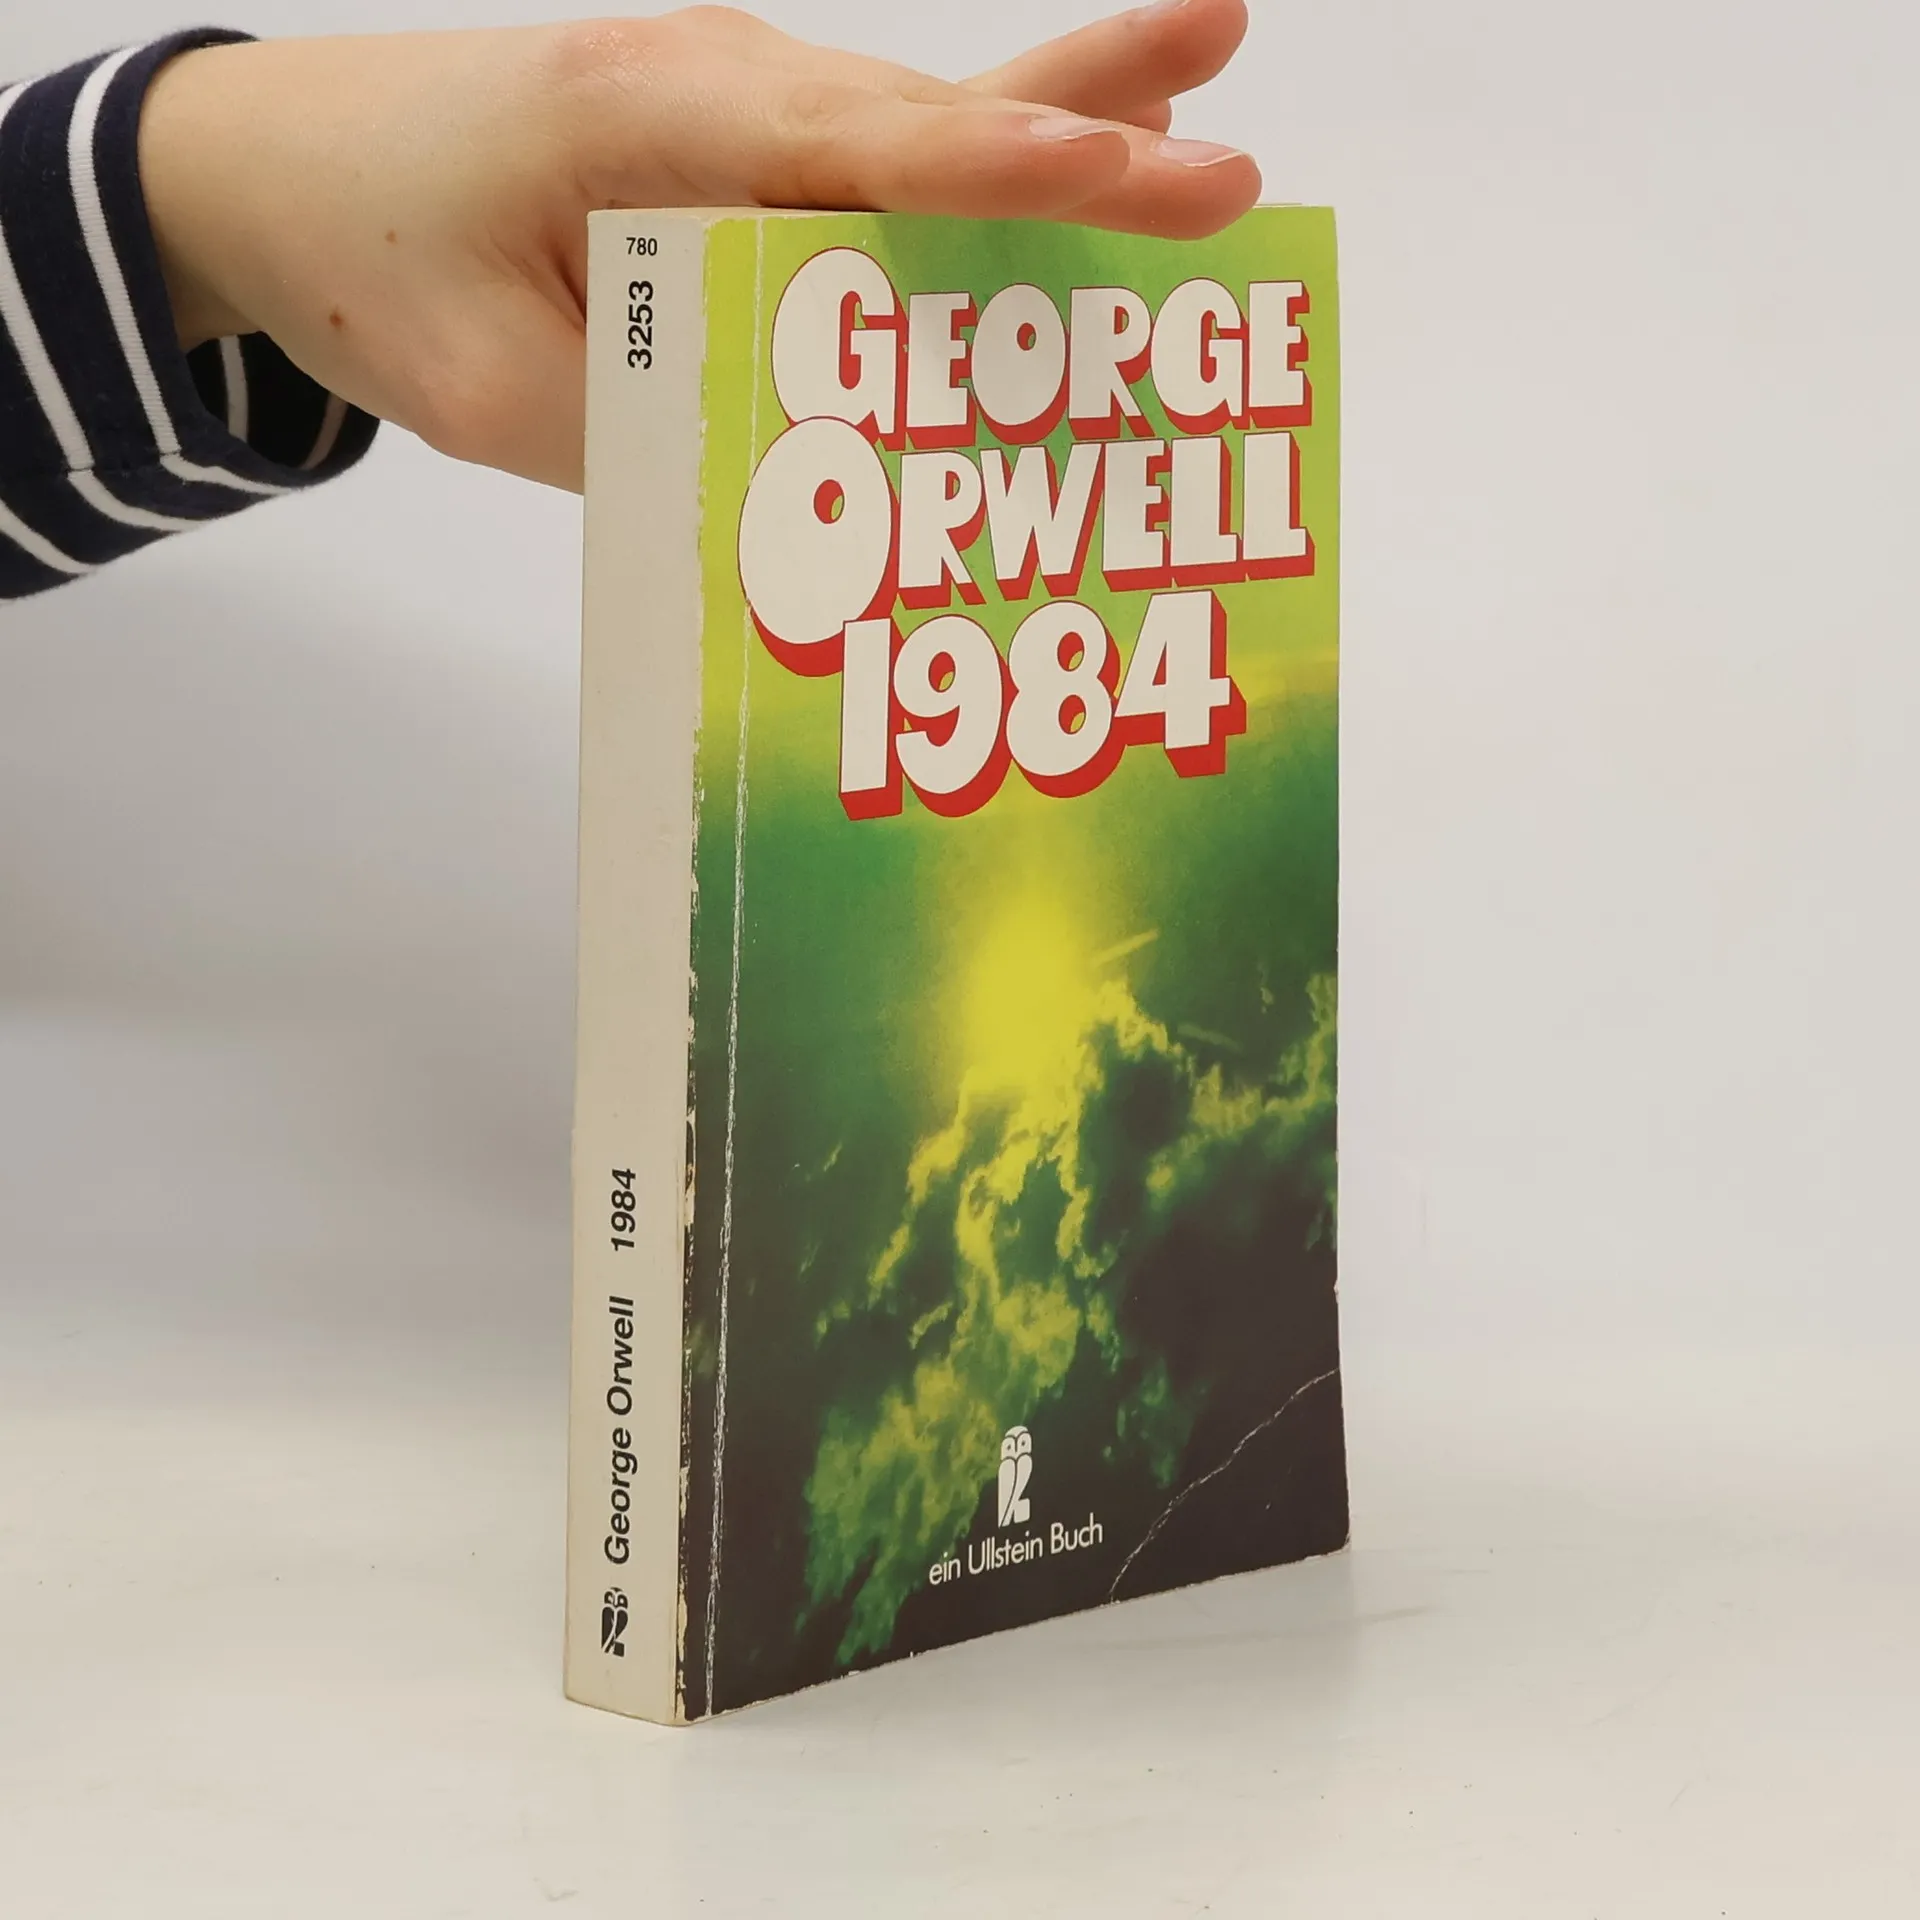 780
3253
George Orwell 1984
GEORGE
ORWELL
1984
ein Ullstein Buch